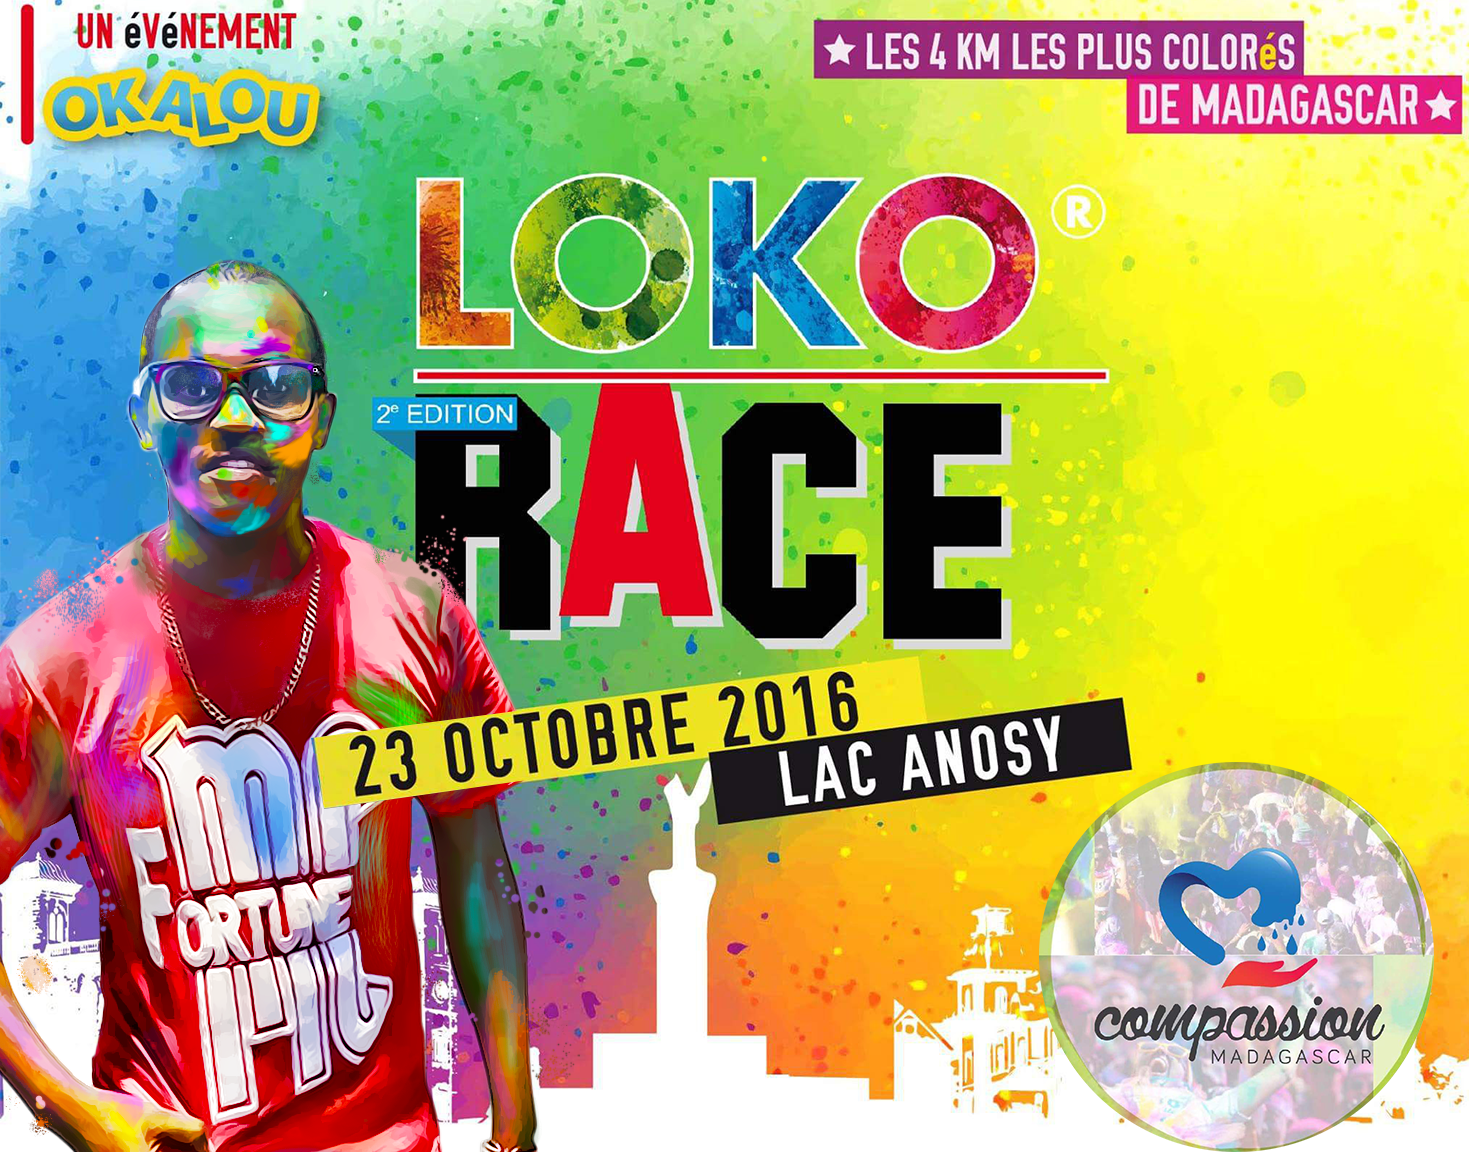 UN éVéNEMENT
OKALOU
★ LES 4 KM LES PLUS COLORéS
DE MADAGASCAR ★
LOKO ®
2e EDITION
RACE
23 OCTOBRE 2016
LAC ANOSY
FORTUNE
compassion
MADAGASCAR